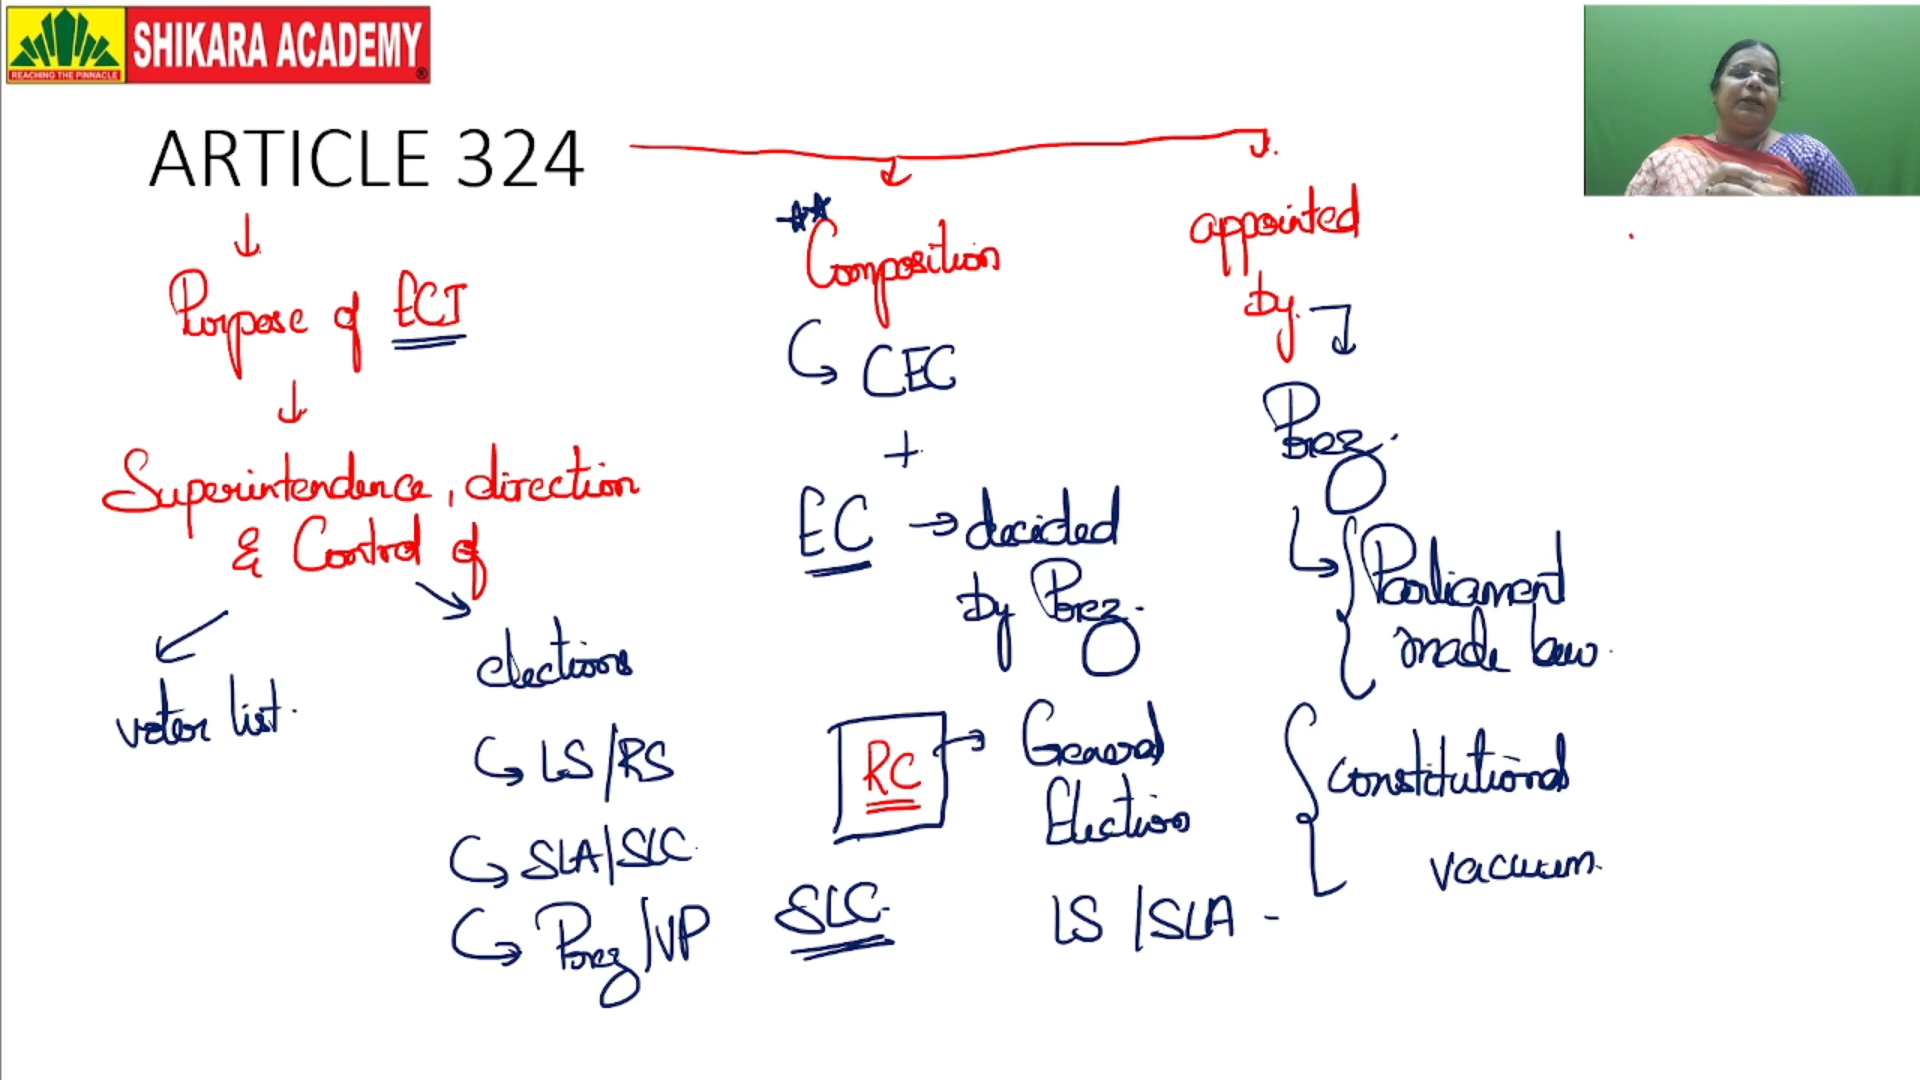 SHIKARA ACADEMY
REACHING THE PINNACLE
ARTICLE 324
Purpose of ECI
Superintendence, direction
& Control of
voter list.
elections
LS/RS
SLA/SLC
Prez/VP
Composition
CEC
+
EC → decided
by Prez.
RC → General
Elections
SLC
LS/SLA -
appointed
by
Prez.
Parliament
made law.
constitutional
vacuum.